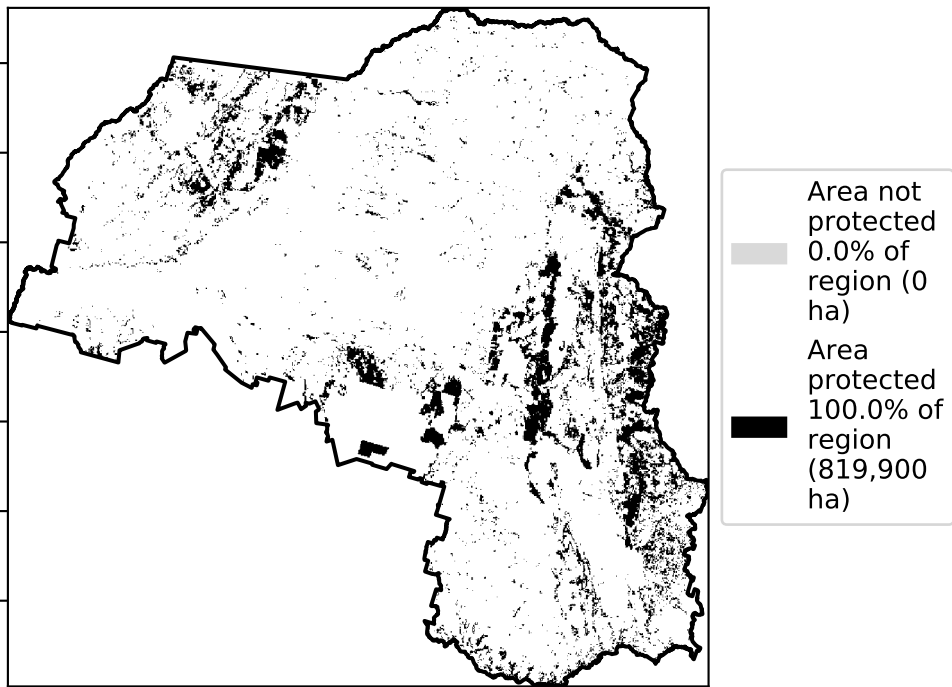 Area not
protected
0.0% of
region (0
ha)
Area
protected
100.0% of
region
(819,900
ha)